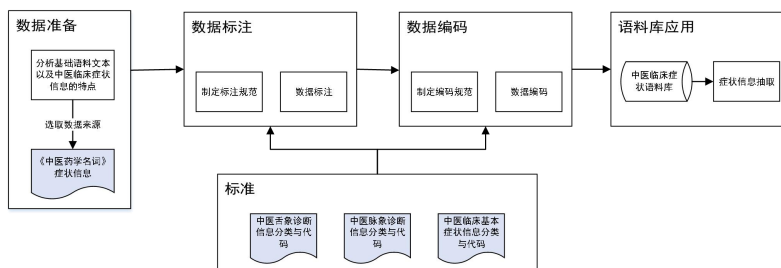 数据准备
分析基础语料文本
以及中医临床症状
信息的特点
选取数据来源
《中医药学名词》
症状信息
数据标注
制定标注规范
数据标注
数据编码
制定编码规范
数据编码
语料库应用
中医临床症
状语料库
症状信息抽取
标准
中医舌象诊断
信息分类与代
码
中医脉象诊断
信息分类与代
码
中医临床基本
症状信息分类
与代码